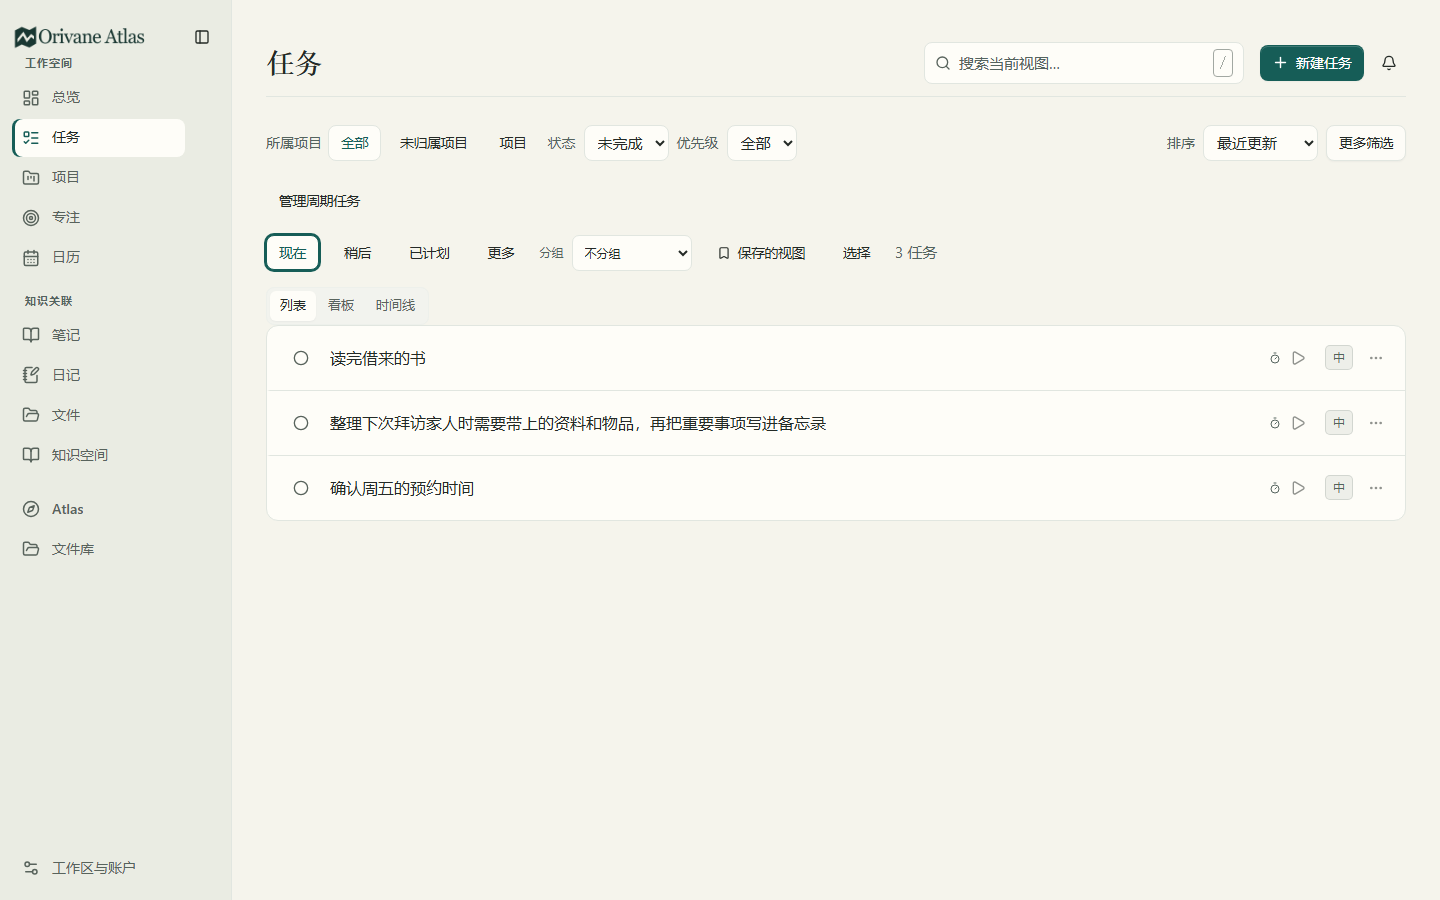 Orivane Atlas
工作空间
总览
任务
项目
专注
日历
知识关联
笔记
日记
文件
知识空间
Atlas
文件库
工作区与账户
任务
搜索当前视图...
/
新建任务
所属项目 全部 未归属项目 项目 状态 未完成 优先级 全部 排序 最近更新 更多筛选
管理周期任务
现在 稍后 已计划 更多 分组 不分组 保存的视图 选择 3 任务
列表 看板 时间线
读完借来的书 中
整理下次拜访家人时需要带上的资料和物品，再把重要事项写进备忘录 中
确认周五的预约时间 中